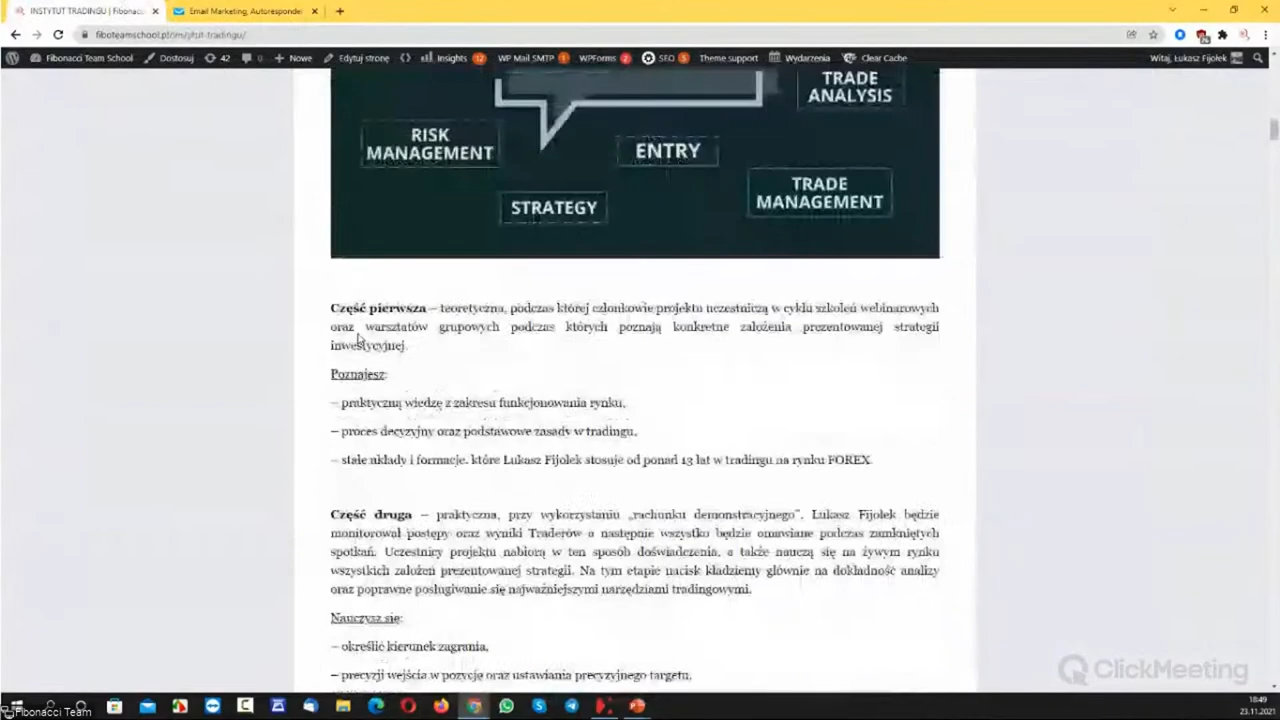 INSTYTUT TRADINGU | Fibonac
Email Marketing, Autoresponder
fiboteamschool.pl/instytut-tradingu/
Fibonacci Team School Dostosuj 42 0 Nowe Edytuj stronę Insights 12 WP Mail SMTP 1 WPForms 2 SEO 5 Theme support Wydarzenia Clear Cache Witaj, Łukasz Fijołek
TRADE
ANALYSIS
RISK
MANAGEMENT
ENTRY
TRADE
MANAGEMENT
STRATEGY
Część pierwsza – teoretyczna, podczas której członkowie projektu uczestniczą w cyklu szkoleń webinarowych
oraz warsztatów grupowych podczas których poznają konkretne założenia prezentowanej strategii
inwestycyjnej.
Poznajesz:
– praktyczną wiedzę z zakresu funkcjonowania rynku,
– proces decyzyjny oraz podstawowe zasady w tradingu,
– stałe układy i formacje, które Łukasz Fijołek stosuje od ponad 13 lat w tradingu na rynku FOREX.
Część druga – praktyczna, przy wykorzystaniu „rachunku demonstracyjnego”. Łukasz Fijołek będzie
monitorował postępy oraz wyniki Traderów a następnie wszystko będzie omawiane podczas zamkniętych
spotkań. Uczestnicy projektu nabiorą w ten sposób doświadczenia, a także nauczą się na żywym rynku
wszystkich założeń prezentowanej strategii. Na tym etapie nacisk kładziemy głównie na dokładność analizy
oraz poprawne posługiwanie się najważniejszymi narzędziami tradingowymi.
Nauczysz się:
– określić kierunek zagrania,
– precyzji wejścia w pozycję oraz ustawiania precyzyjnego targetu,
ClickMeeting
Fibonacci Team
18:49
23.11.2021